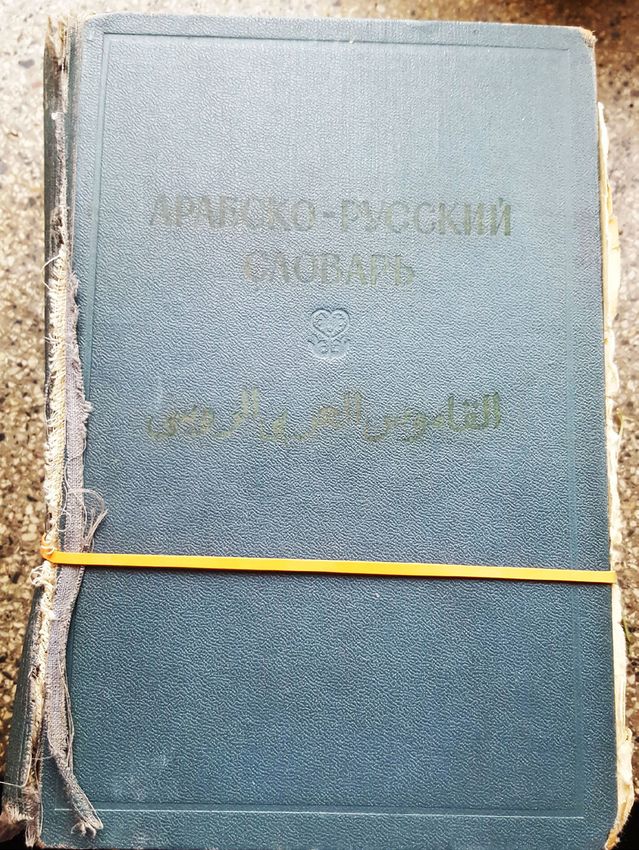 АРАБСКО-РУССКИЙ
СЛОВАРЬ
القاموس العربي الروسي